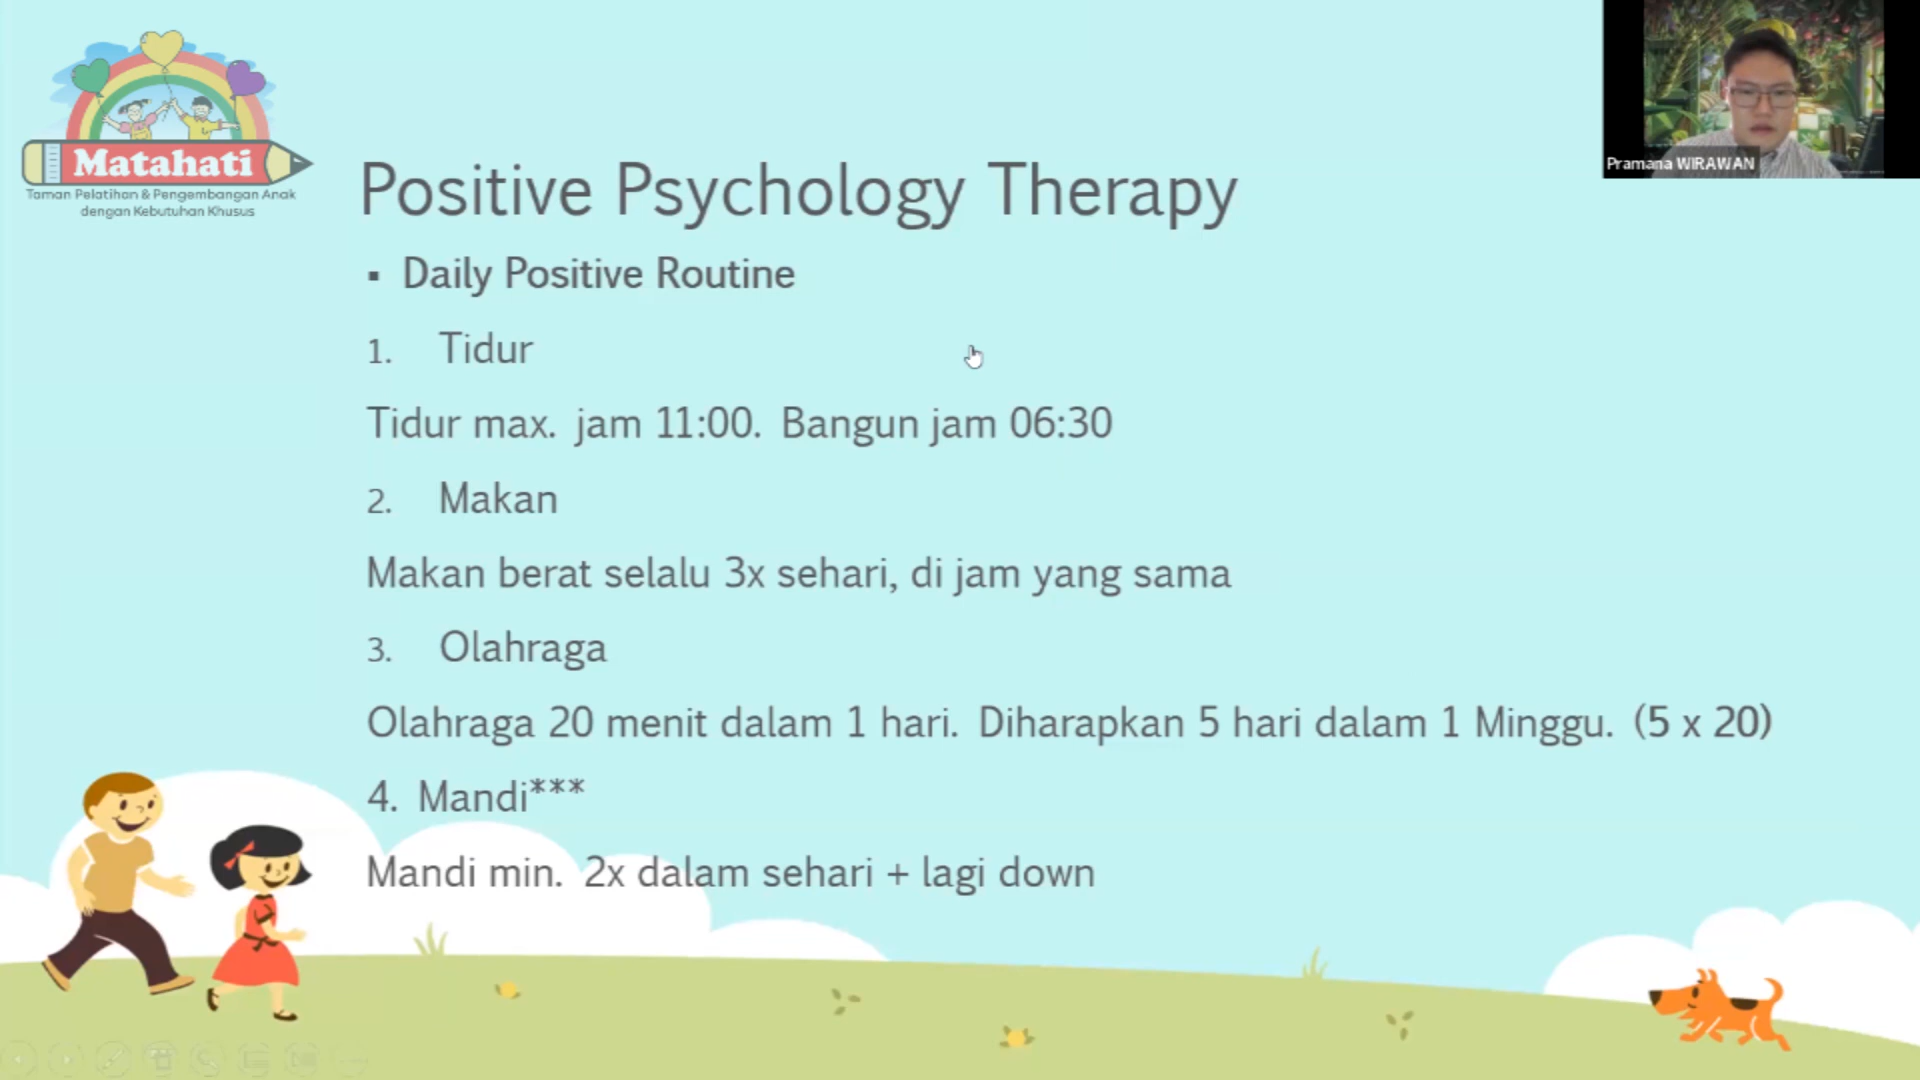 Matahati
Taman Pelatihan & Pengembangan Anak
dengan Kebutuhan Khusus
Pramana WIRAWAN
Positive Psychology Therapy
▪ Daily Positive Routine
1. Tidur
Tidur max. jam 11:00. Bangun jam 06:30
2. Makan
Makan berat selalu 3x sehari, di jam yang sama
3. Olahraga
Olahraga 20 menit dalam 1 hari. Diharapkan 5 hari dalam 1 Minggu. (5 x 20)
4. Mandi***
Mandi min. 2x dalam sehari + lagi down